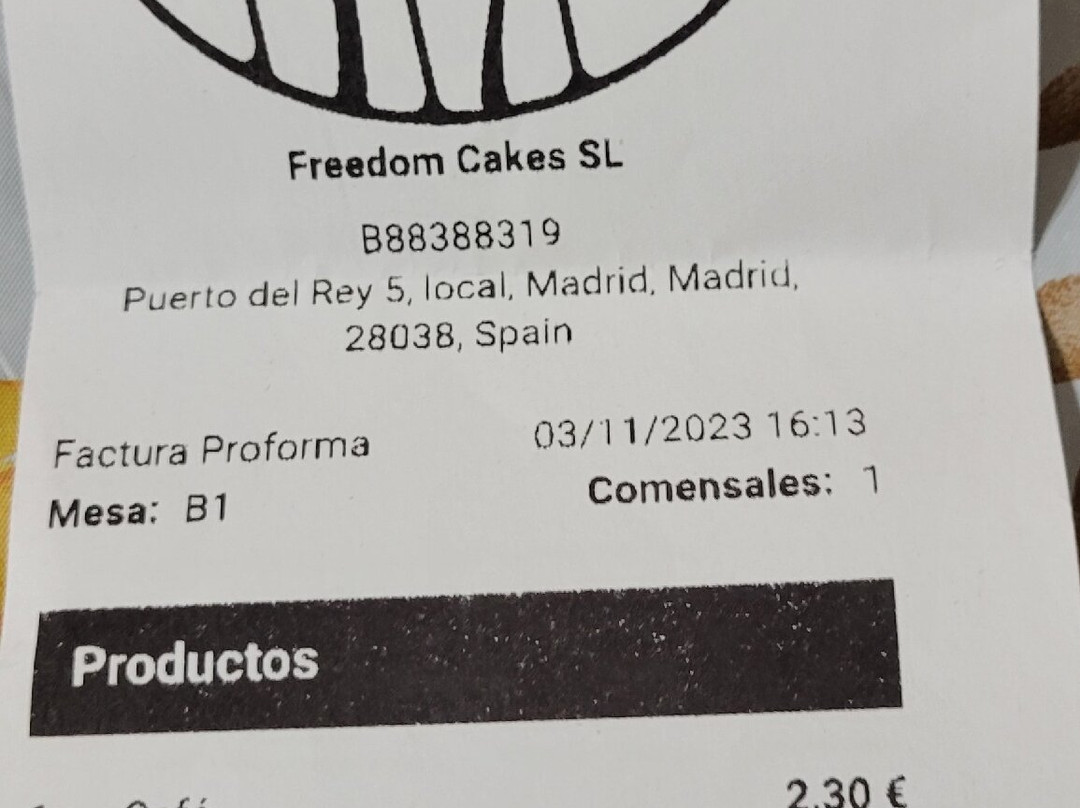 Freedom Cakes SL
B88388319
Puerto del Rey 5, local, Madrid, Madrid,
28038, Spain
Factura Proforma 03/11/2023 16:13
Mesa: B1 Comensales: 1
Productos
Café 2.30 €